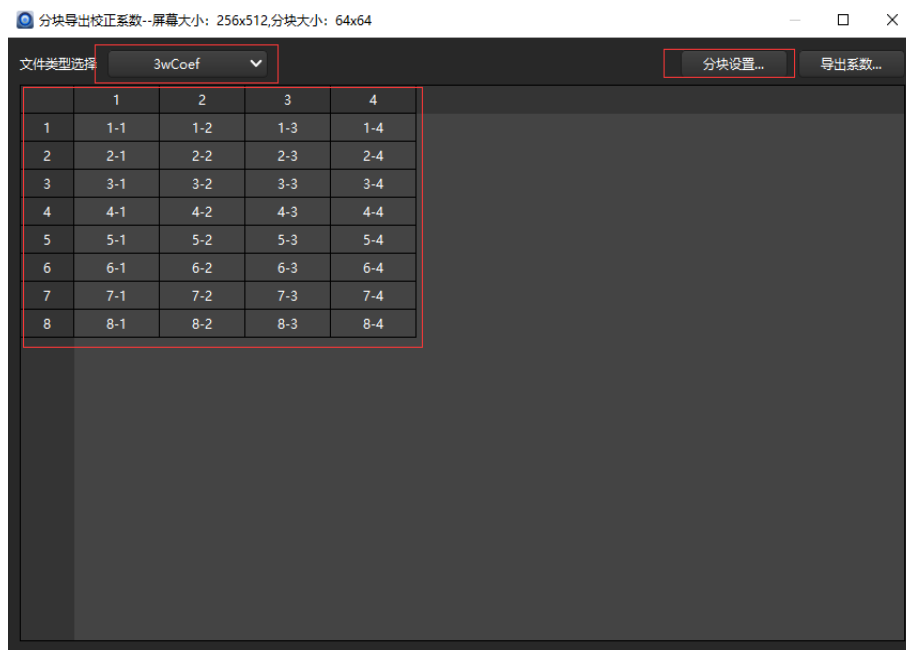 分块导出校正系数--屏幕大小：256x512,分块大小：64x64
文件类型选择 3wCoef 分块设置... 导出系数...
1 2 3 4
1 1-1 1-2 1-3 1-4
2 2-1 2-2 2-3 2-4
3 3-1 3-2 3-3 3-4
4 4-1 4-2 4-3 4-4
5 5-1 5-2 5-3 5-4
6 6-1 6-2 6-3 6-4
7 7-1 7-2 7-3 7-4
8 8-1 8-2 8-3 8-4